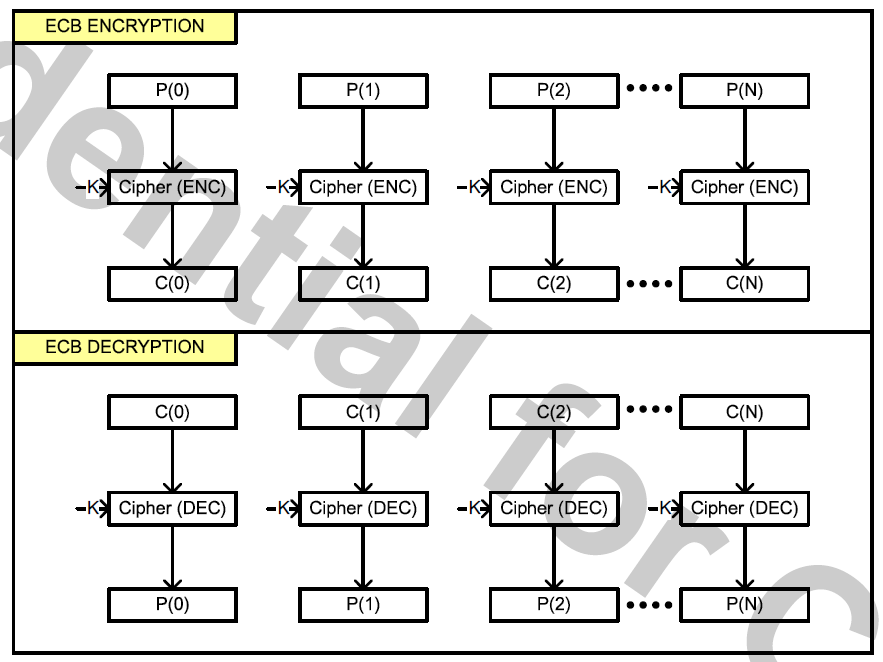 ECB ENCRYPTION
P(0) P(1) P(2) •••• P(N)
K Cipher (ENC) K Cipher (ENC) K Cipher (ENC) K Cipher (ENC)
C(0) C(1) C(2) •••• C(N)
ECB DECRYPTION
C(0) C(1) C(2) •••• C(N)
K Cipher (DEC) K Cipher (DEC) K Cipher (DEC) K Cipher (DEC)
P(0) P(1) P(2) •••• P(N)
dential for C